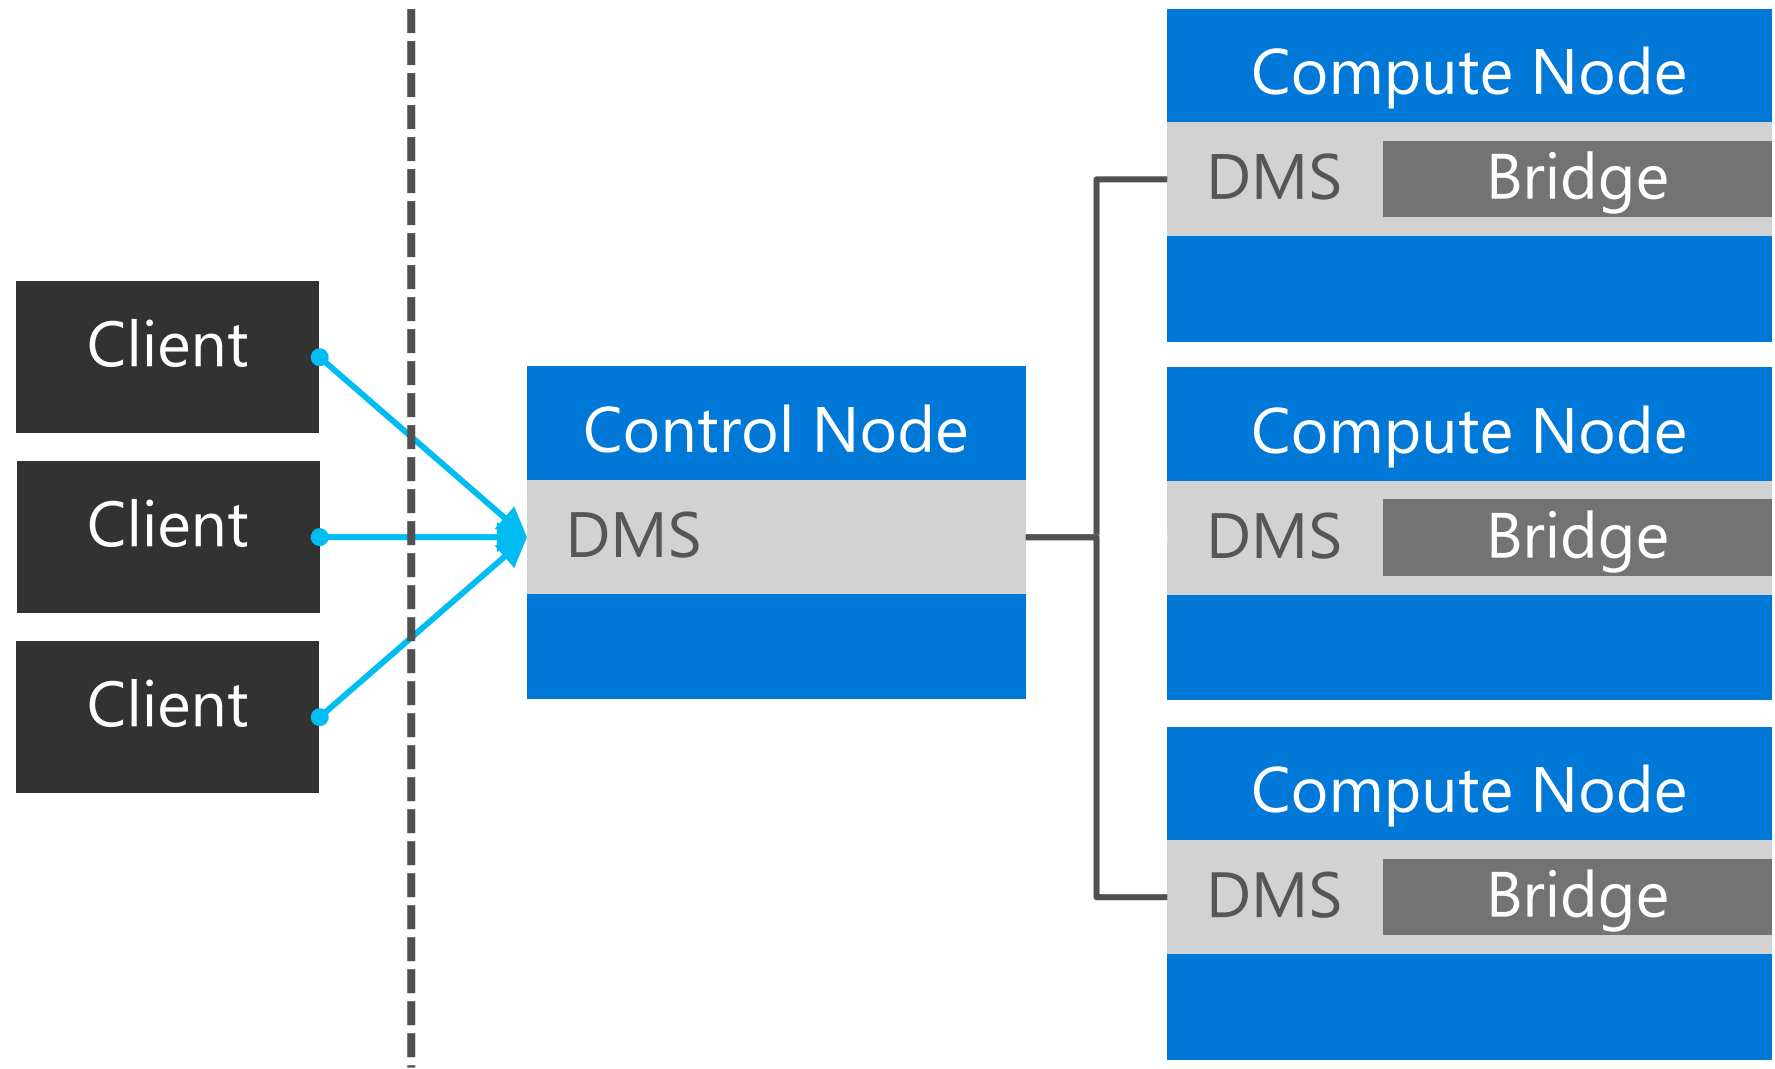 Client
Client
Client
Control Node
DMS
Compute Node
DMS Bridge
Compute Node
DMS Bridge
Compute Node
DMS Bridge